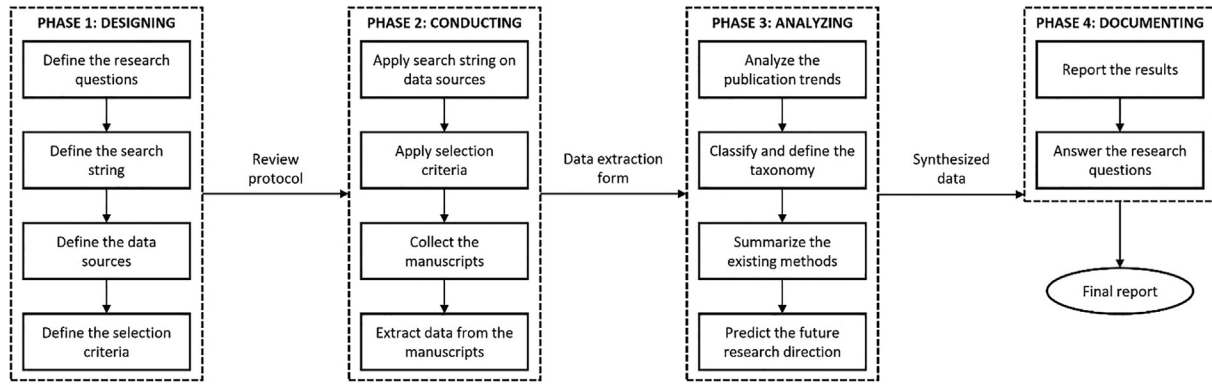 PHASE 1: DESIGNING
Define the research
questions
Define the search
string
Define the data
sources
Define the selection
criteria
Review
protocol
PHASE 2: CONDUCTING
Apply search string on
data sources
Apply selection
criteria
Collect the
manuscripts
Extract data from the
manuscripts
Data extraction
form
PHASE 3: ANALYZING
Analyze the
publication trends
Classify and define the
taxonomy
Summarize the
existing methods
Predict the future
research direction
Synthesized
data
PHASE 4: DOCUMENTING
Report the results
Answer the research
questions
Final report